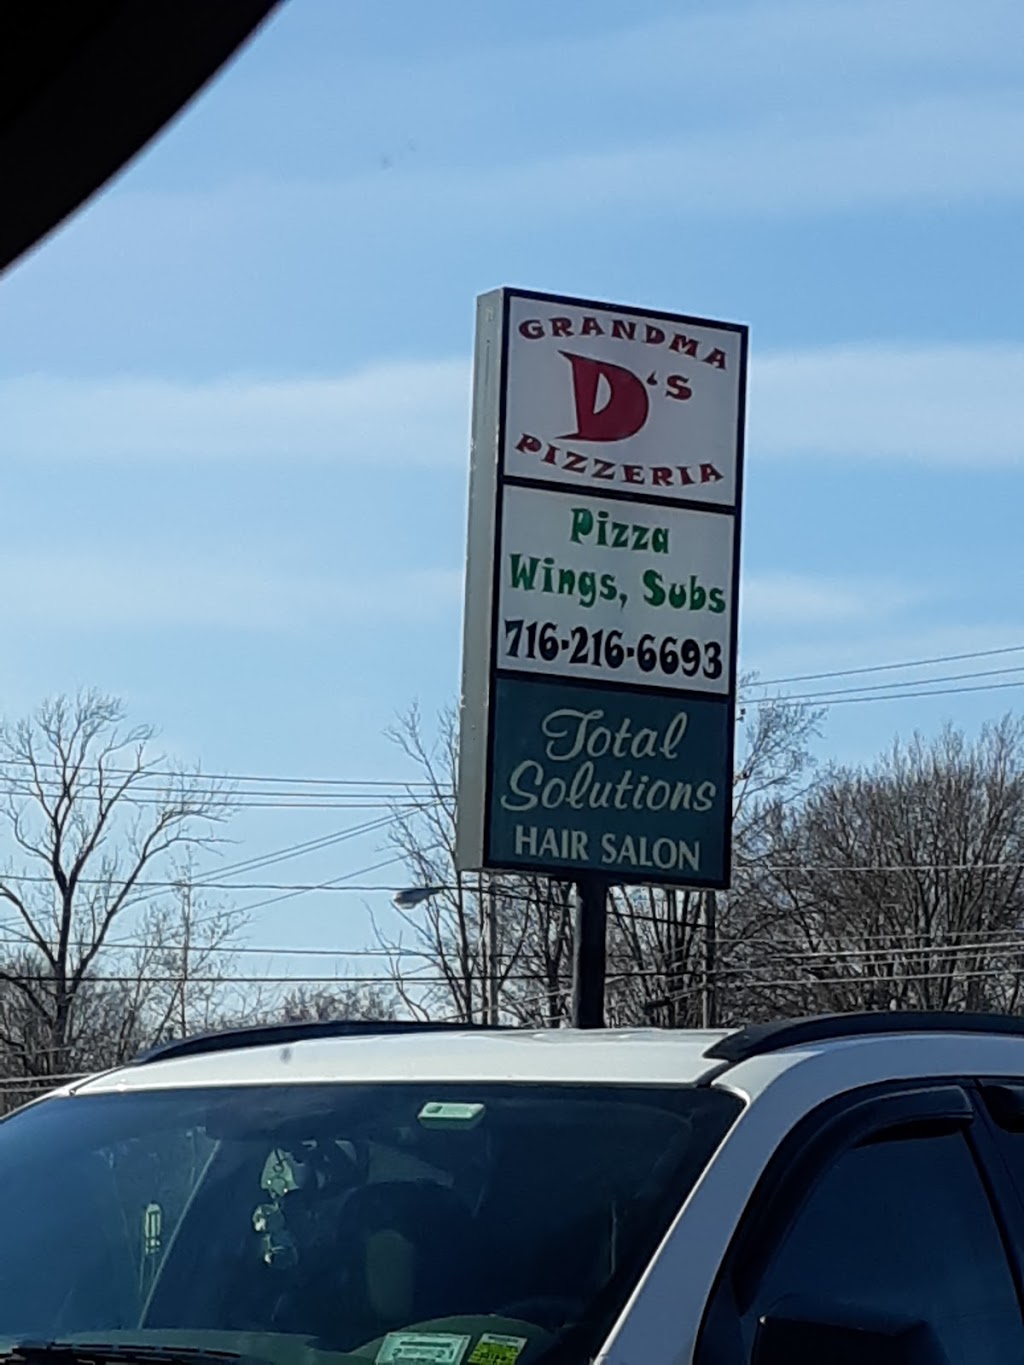 GRANDMA
D's
PIZZERIA
Pizza
Wings, Subs
716-216-6693
Total
Solutions
HAIR SALON